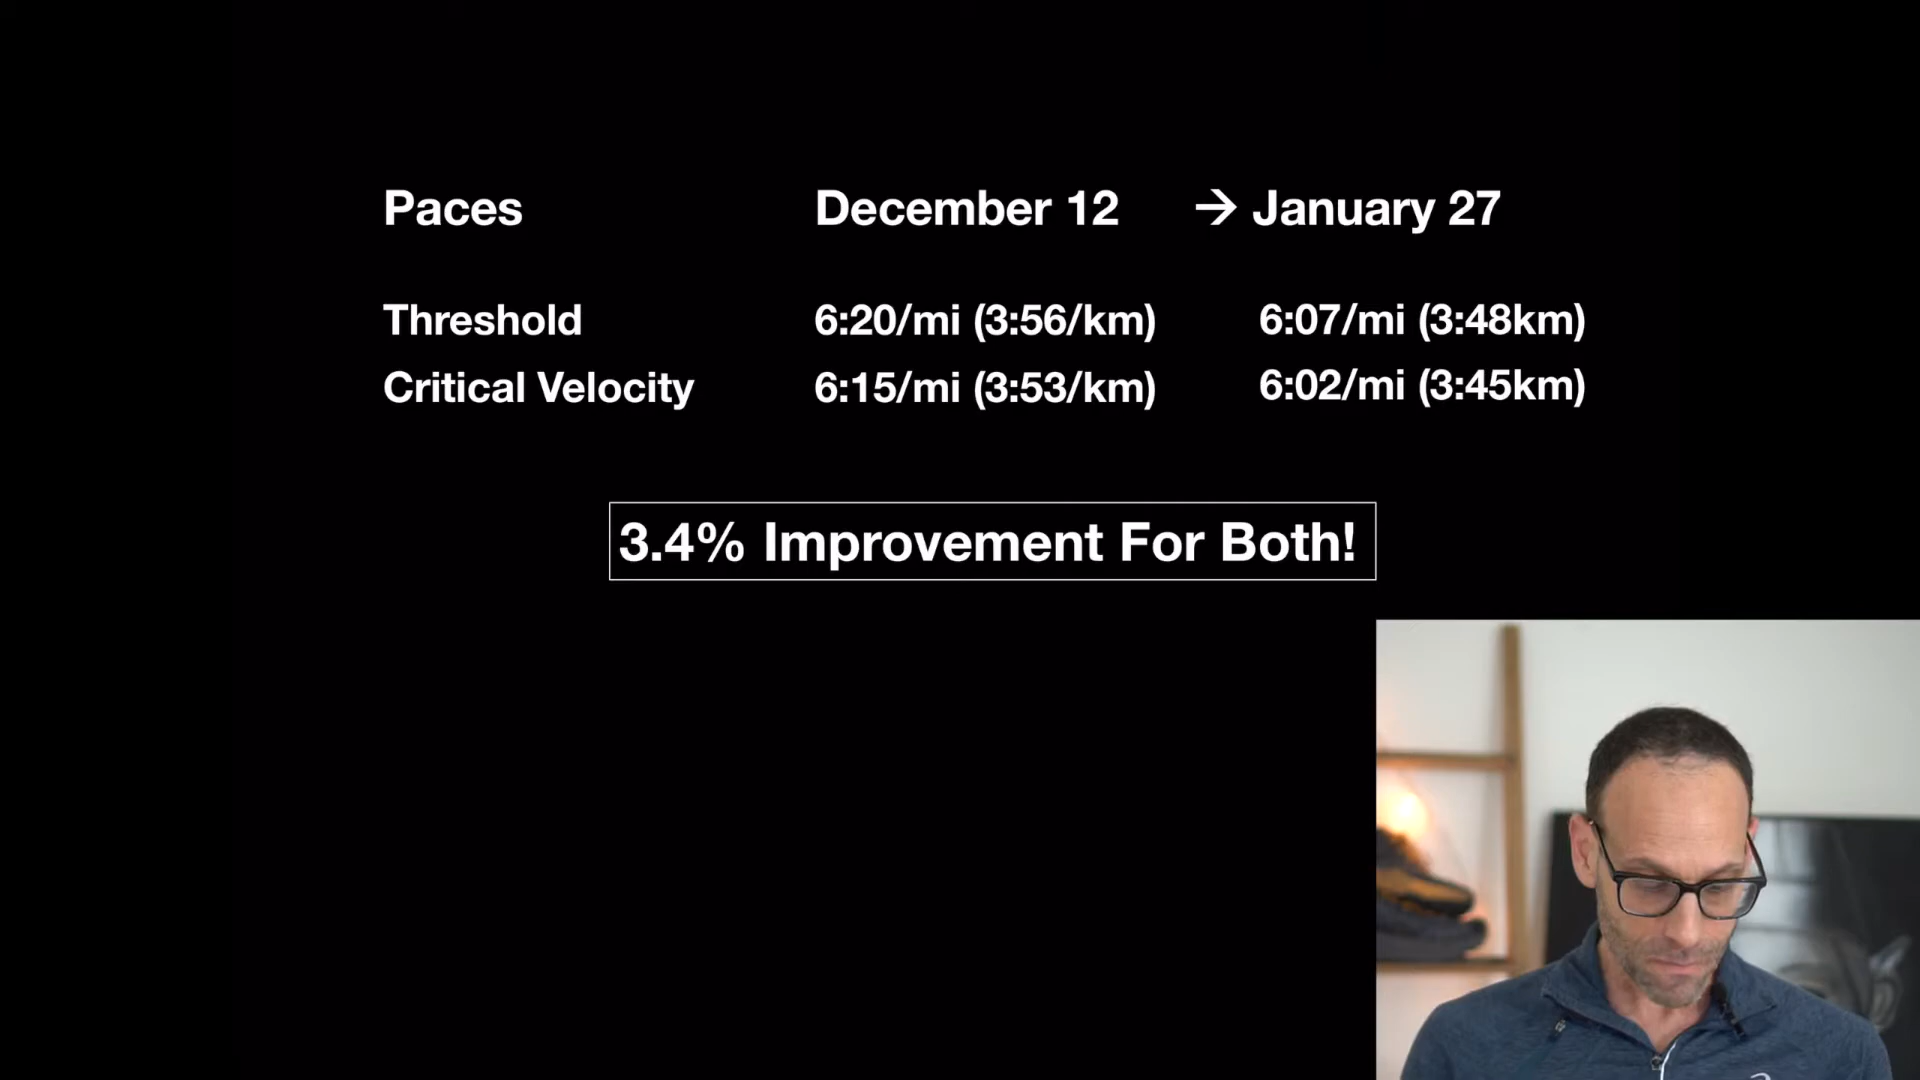 Paces December 12 → January 27
Threshold 6:20/mi (3:56/km) 6:07/mi (3:48km)
Critical Velocity 6:15/mi (3:53/km) 6:02/mi (3:45km)
3.4% Improvement For Both!